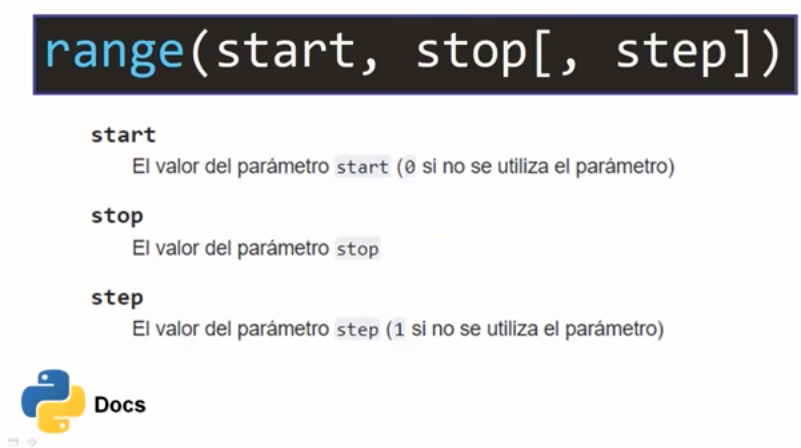 range(start, stop[, step])
start
El valor del parámetro start (0 si no se utiliza el parámetro)
stop
El valor del parámetro stop
step
El valor del parámetro step (1 si no se utiliza el parámetro)
Docs